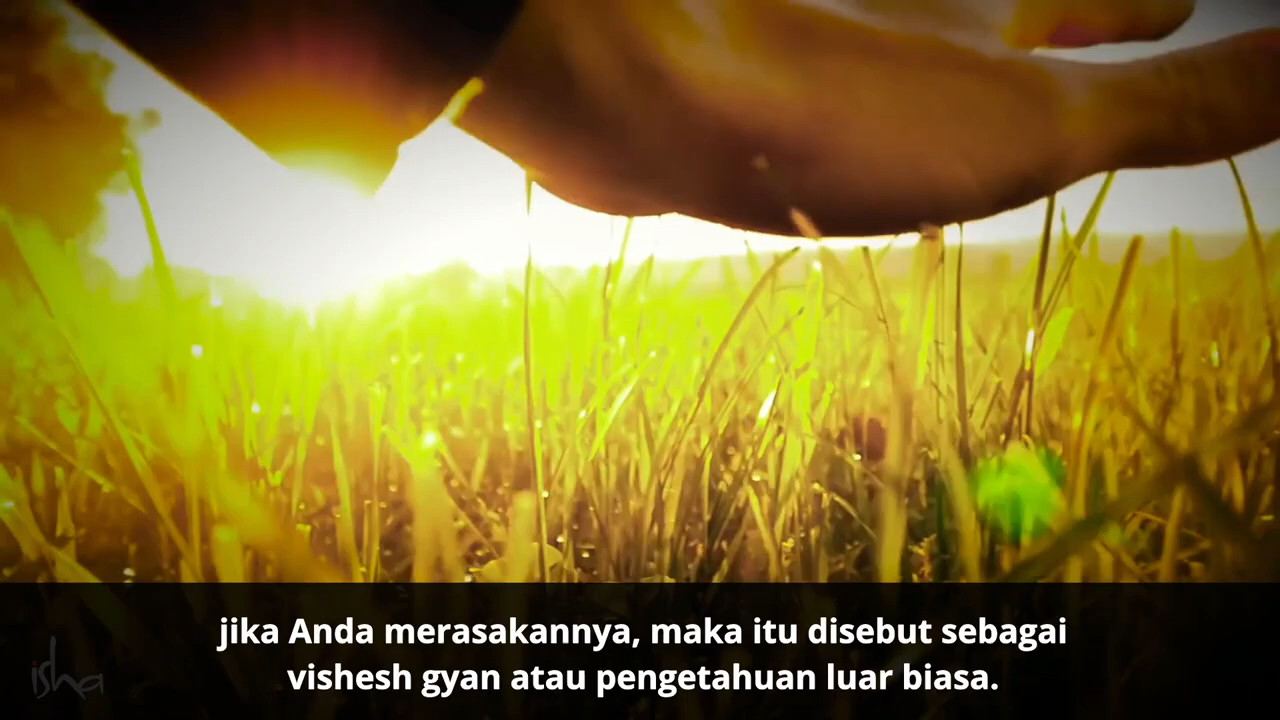 jika Anda merasakannya, maka itu disebut sebagai
vishesh gyan atau pengetahuan luar biasa.
isha